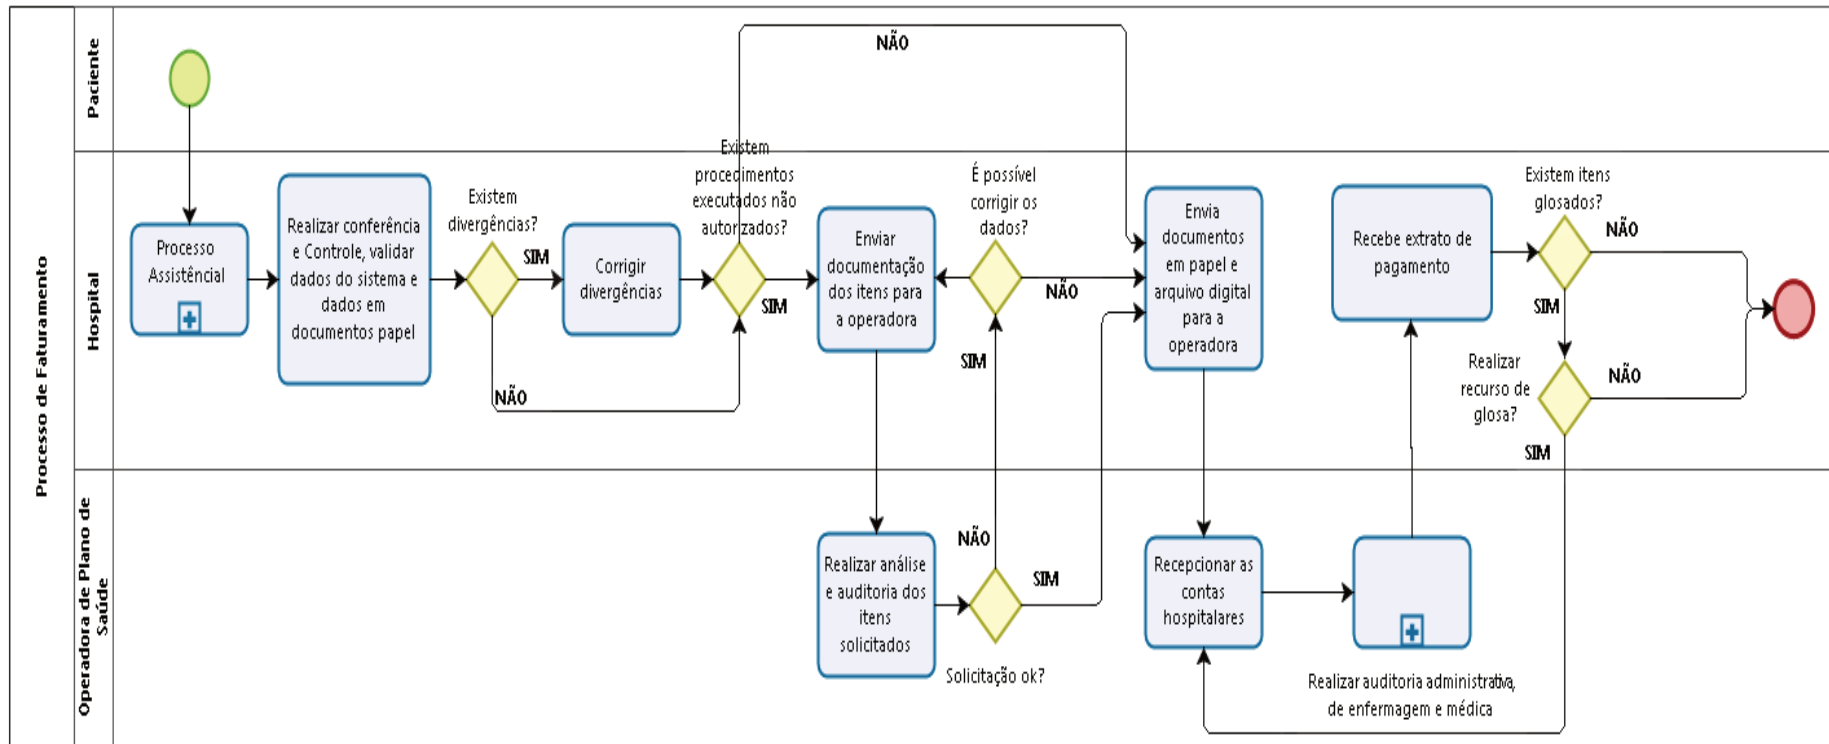 Processo de Faturamento
Paciente
Hospital
Operadora de Plano de
Saúde
Processo
Assistêncial
Realizar conferência
e Controle, validar
dados do sistema e
dados em
documentos papel
Existem
divergências?
SIM
NÃO
Corrigir
divergências
Existem
procedimentos
executados não
autorizados?
NÃO
SIM
Enviar
documentação
dos itens para
a operadora
É possível
corrigir os
dados?
NÃO
SIM
Envia
documentos
em papel e
arquivo digital
para a
operadora
Recebe extrato de
pagamento
Existem itens
glosados?
NÃO
SIM
Realizar
recurso de
glosa?
NÃO
SIM
Realizar análise
e auditoria dos
itens
solicitados
NÃO
SIM
Solicitação ok?
Recepcionar as
contas
hospitalares
Realizar auditoria administrativa,
de enfermagem e médica